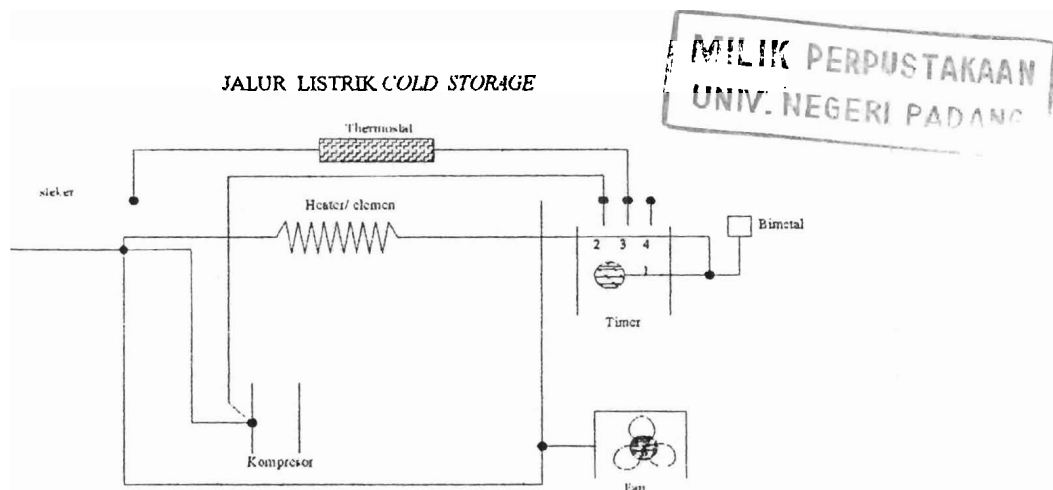 MILIK PERPUSTAKAAN
UNIV. NEGERI PADANG
JALUR LISTRIK COLD STORAGE
Thermostat
steker
Heater/ elemen
Bimetal
2 3 4
1
Timer
Kompresor
Fan